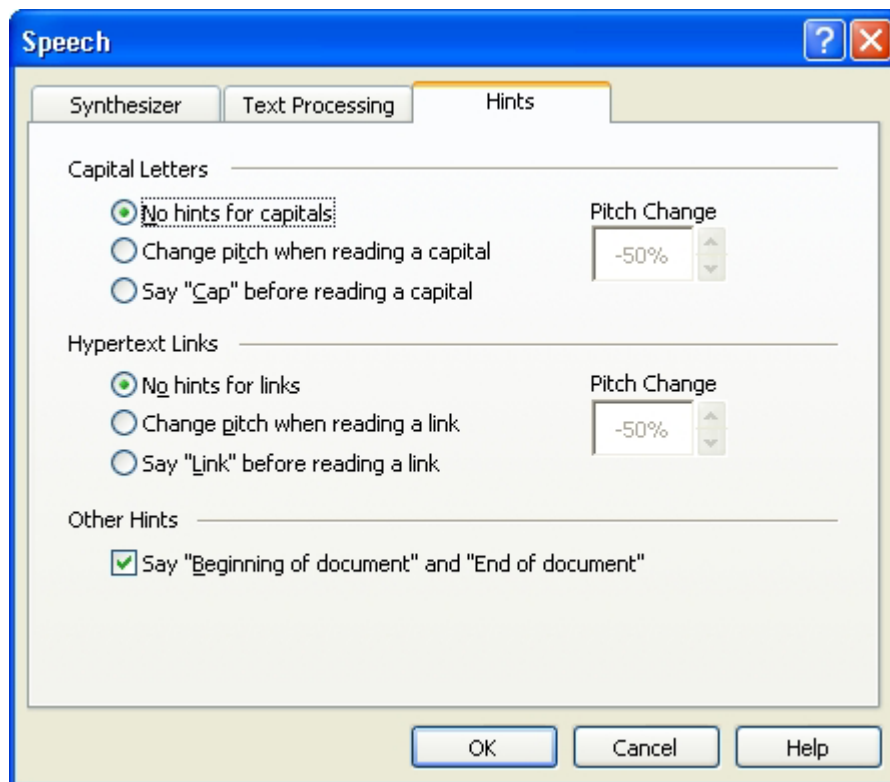 Speech
Synthesizer Text Processing Hints
Capital Letters
No hints for capitals Pitch Change
Change pitch when reading a capital -50%
Say "Cap" before reading a capital
Hypertext Links
No hints for links Pitch Change
Change pitch when reading a link -50%
Say "Link" before reading a link
Other Hints
Say "Beginning of document" and "End of document"
OK Cancel Help